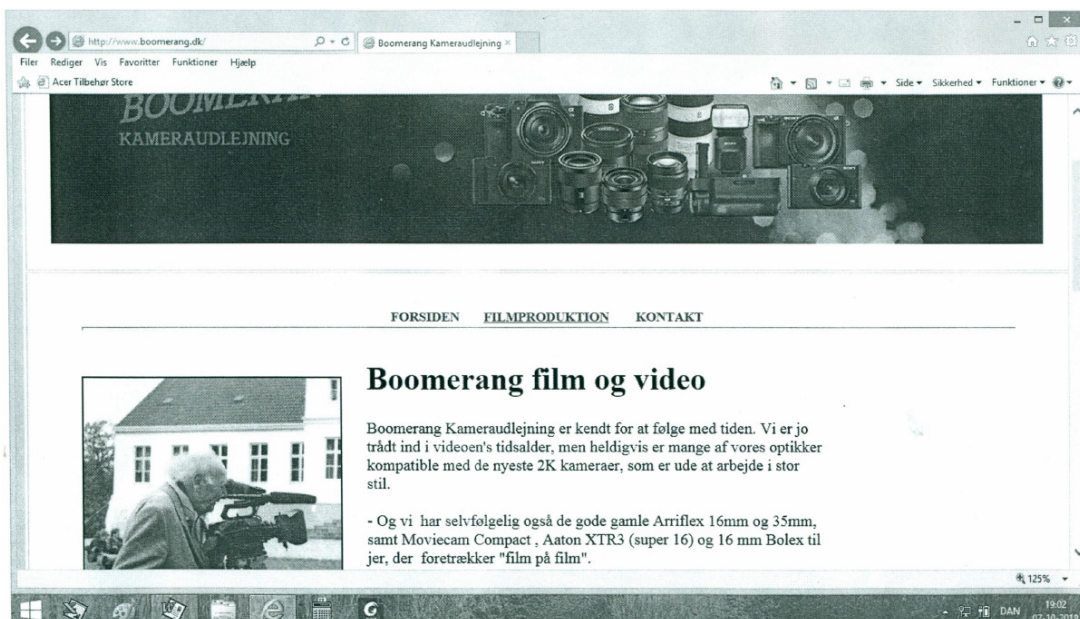 http://www.boomerang.dk/
Boomerang Kameraudlejning
Filer Rediger Vis Favoritter Funktioner Hjælp
Acer Tilbehør Store
Side Sikkerhed Funktioner
KAMERAUDLEJNING
FORSIDEN FILMPRODUKTION KONTAKT
Boomerang film og video
Boomerang Kameraudlejning er kendt for at følge med tiden. Vi er jo
trådt ind i videoen's tidsalder, men heldigvis er mange af vores optikker
kompatible med de nyeste 2K kameraer, som er ude at arbejde i stor
stil.
- Og vi har selvfølgelig også de gode gamle Arriflex 16mm og 35mm,
samt Moviecam Compact , Aaton XTR3 (super 16) og 16 mm Bolex til
jer, der foretrækker "film på film".
125%
DAN 19:02